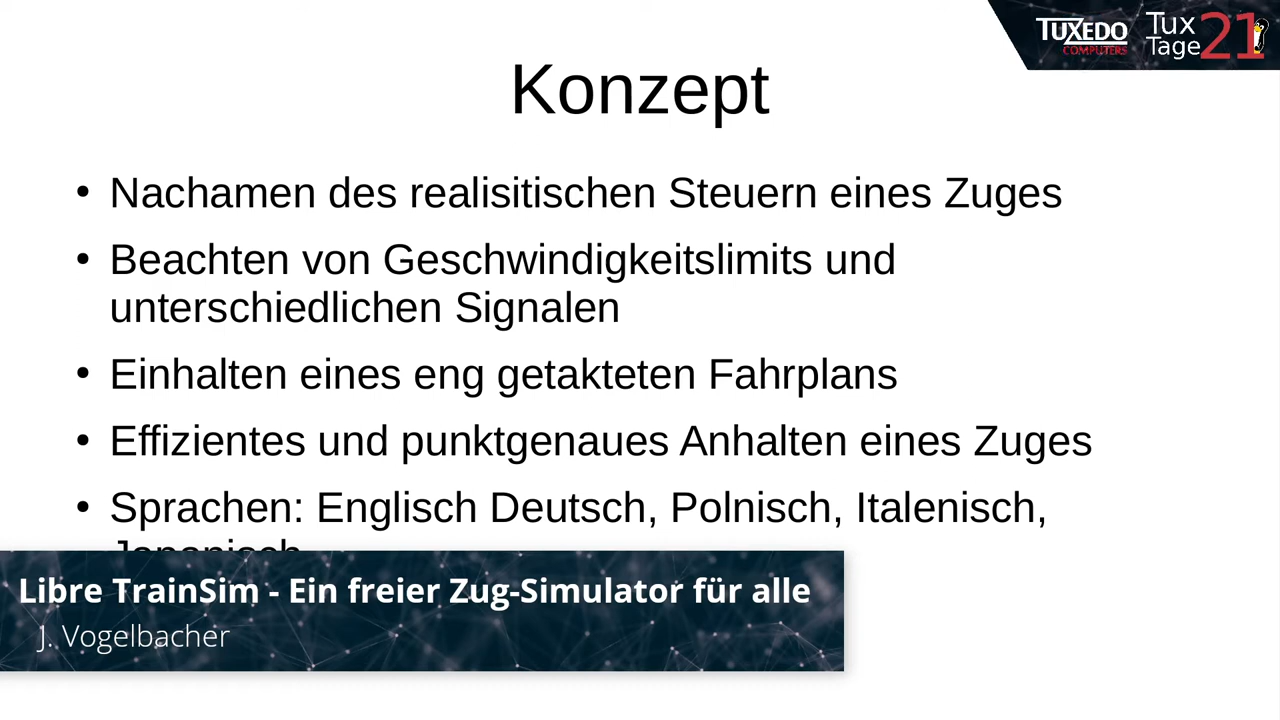 TUXEDO
COMPUTERS
Tux
Tage
21
Konzept
• Nachamen des realisitischen Steuern eines Zuges
• Beachten von Geschwindigkeitslimits und
unterschiedlichen Signalen
• Einhalten eines eng getakteten Fahrplans
• Effizientes und punktgenaues Anhalten eines Zuges
• Sprachen: Englisch Deutsch, Polnisch, Italenisch,
Libre TrainSim - Ein freier Zug-Simulator für alle
J. Vogelbacher